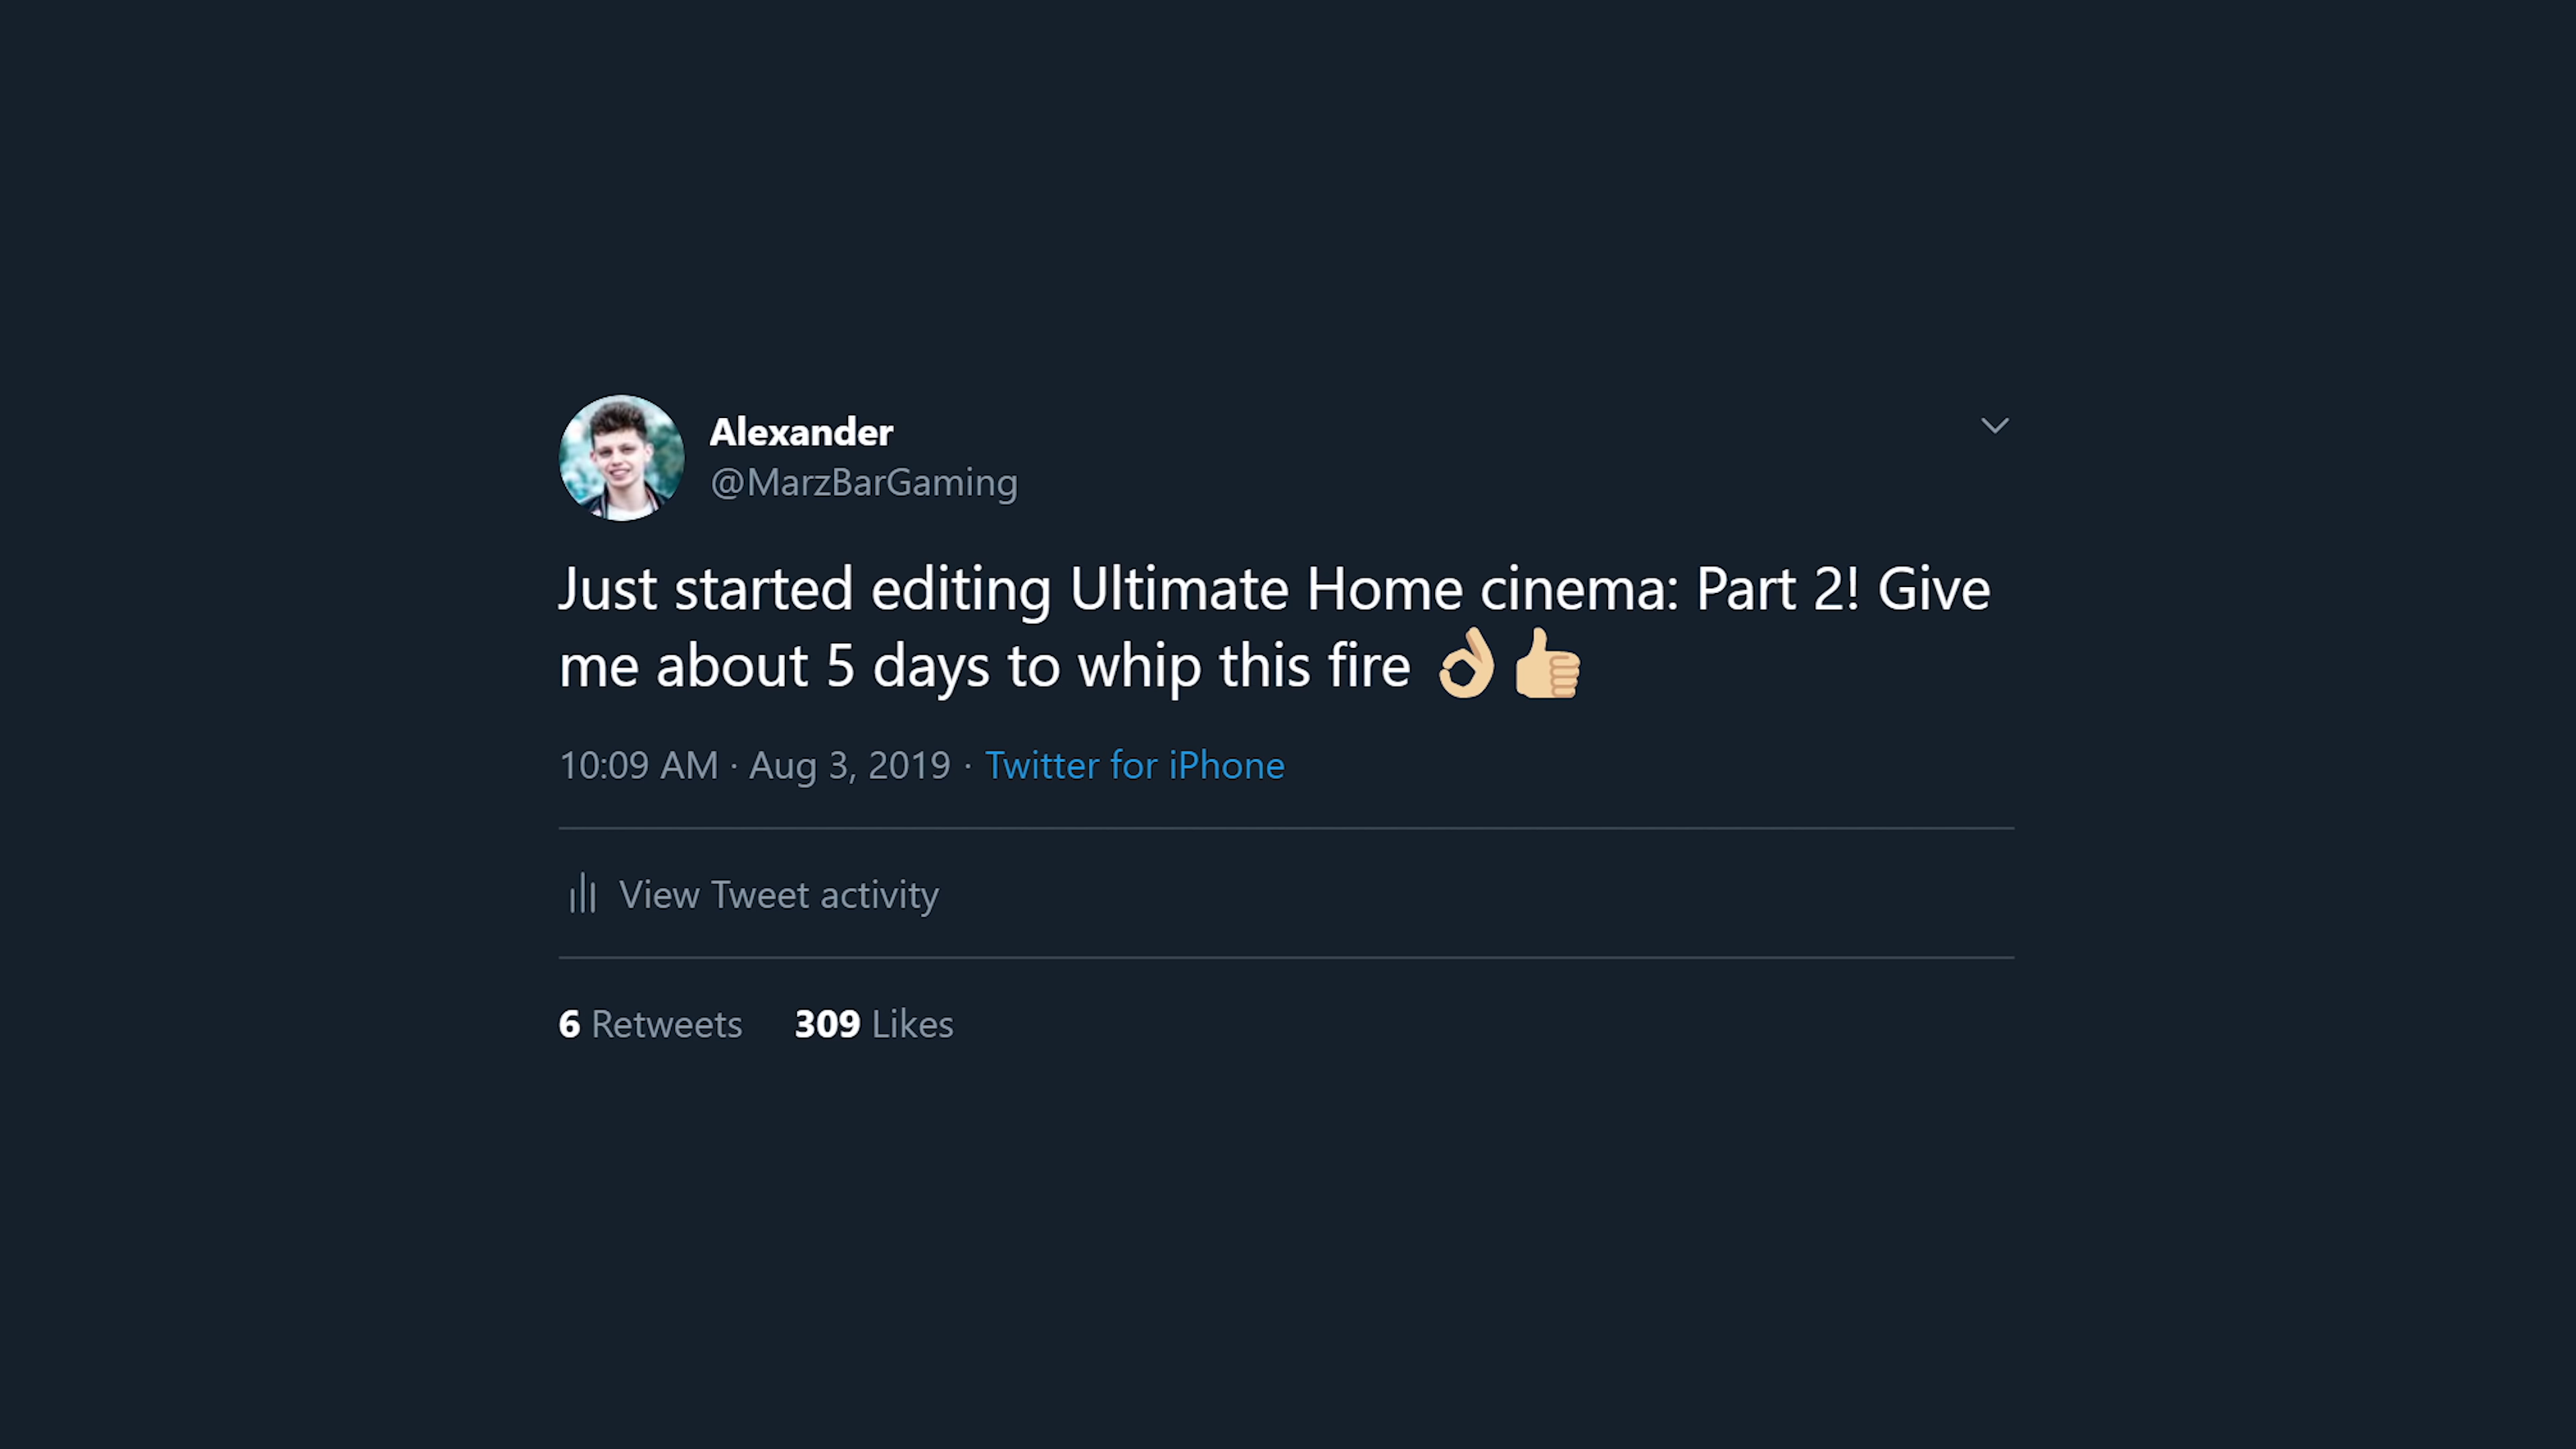 Alexander
@MarzBarGaming
Just started editing Ultimate Home cinema: Part 2! Give
me about 5 days to whip this fire 👌🏼👍🏼
10:09 AM · Aug 3, 2019 · Twitter for iPhone
View Tweet activity
6 Retweets 309 Likes